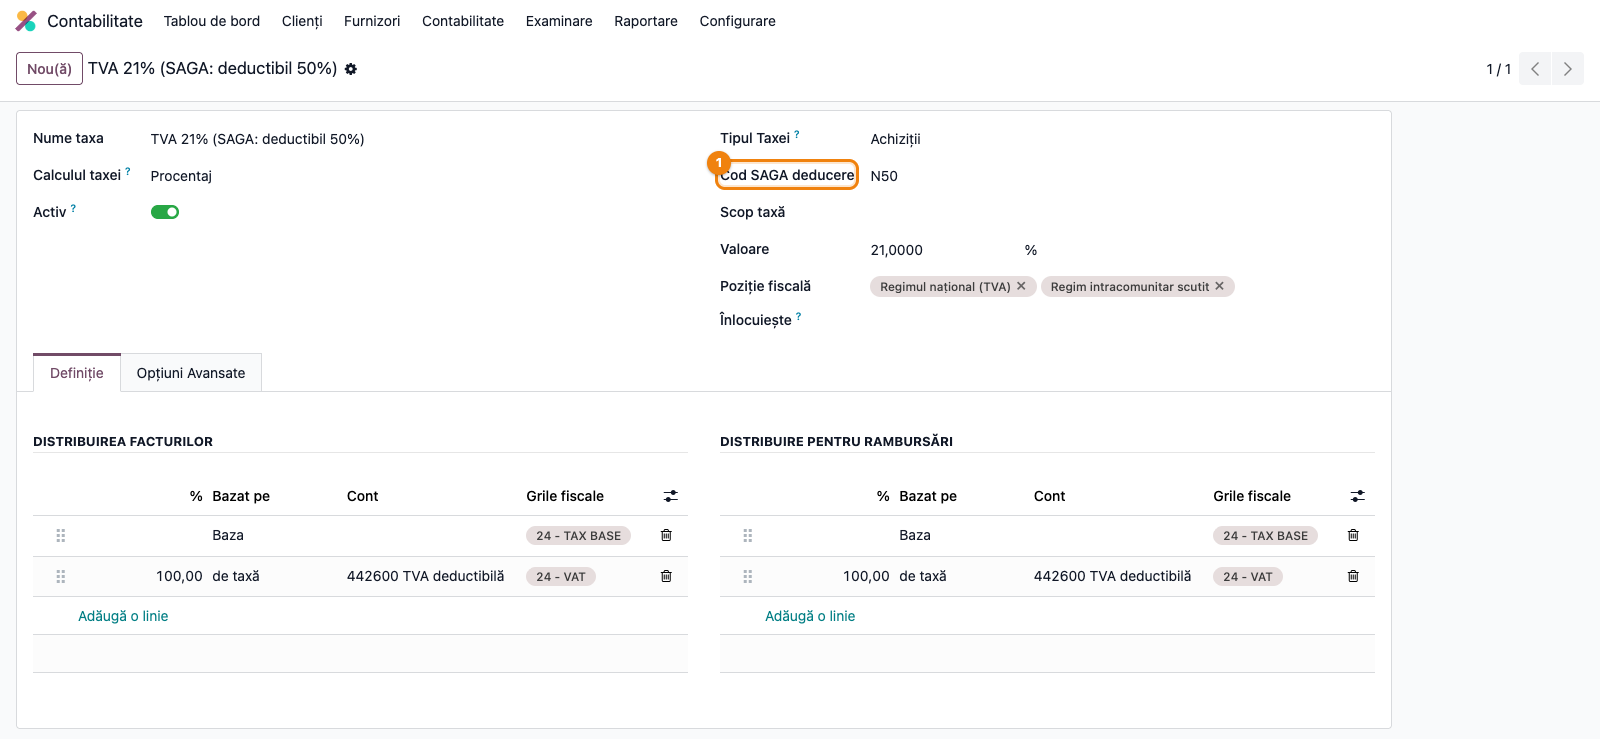 Contabilitate Tablou de bord Clienți Furnizori Contabilitate Examinare Raportare Configurare
Nou(ă) TVA 21% (SAGA: deductibil 50%) 1 / 1
Nume taxa TVA 21% (SAGA: deductibil 50%)
Calculul taxei ? Procentaj
Activ ?
Tipul Taxei ? Achiziții
1
Cod SAGA deducere N50
Scop taxă
Valoare 21,0000 %
Poziție fiscală Regimul național (TVA) Regim intracomunitar scutit
Înlocuiește ?
Definiție Opțiuni Avansate
DISTRIBUIREA FACTURILOR
% Bazat pe Cont Grile fiscale
Baza 24 - TAX BASE
100,00 de taxă 442600 TVA deductibilă 24 - VAT
Adăugă o linie
DISTRIBUIRE PENTRU RAMBURSĂRI
% Bazat pe Cont Grile fiscale
Baza 24 - TAX BASE
100,00 de taxă 442600 TVA deductibilă 24 - VAT
Adăugă o linie